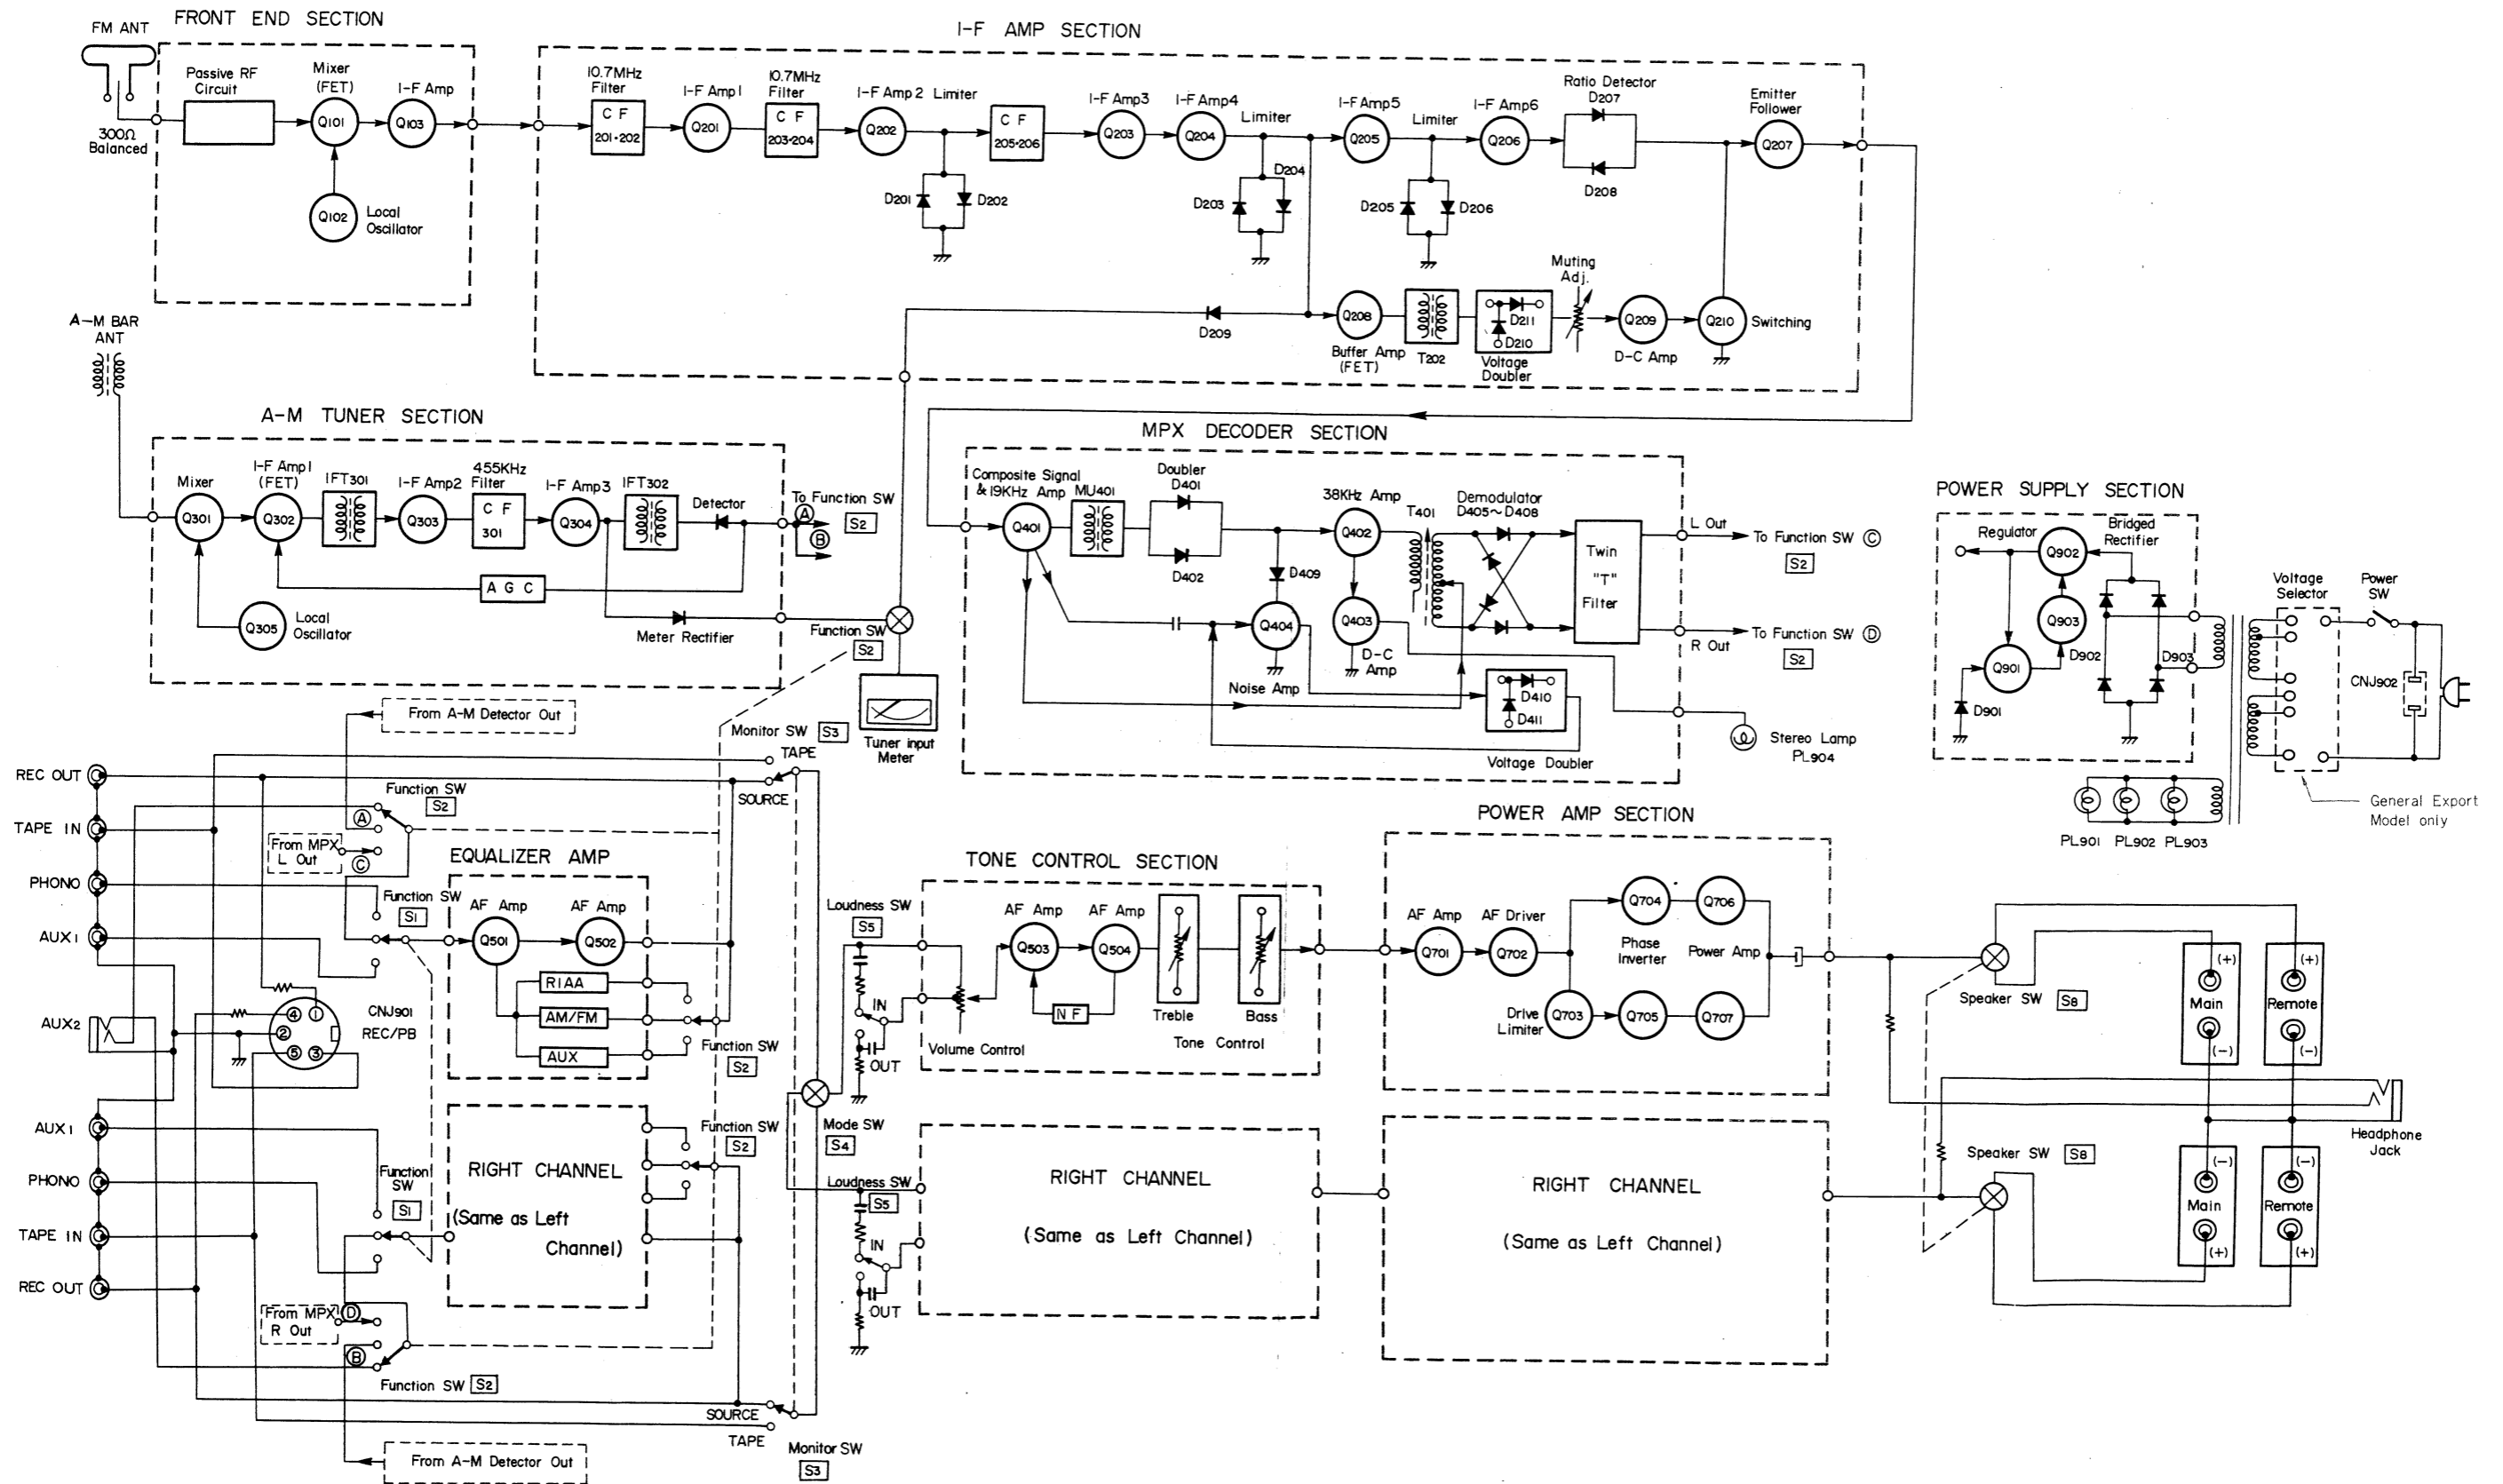 FRONT END SECTION
FM ANT
300Ω
Balanced
Passive RF
Circuit
Mixer
(FET)
Q101
I-F Amp
Q103
Q102
Local
Oscillator
I-F AMP SECTION
10.7MHz
Filter
C F
201•202
I-F Amp1
Q201
10.7MHz
Filter
C F
203•204
I-F Amp2 Limiter
Q202
D201
D202
C F
205•206
I-F Amp3
Q203
I-F Amp4
Q204
Limiter
D204
D203
I-F Amp5
Q205
Limiter
D205
D206
I-F Amp6
Q206
Ratio Detector
D207
D208
Emitter
Follower
Q207
D209
Q208
Buffer Amp
(FET)
T202
D211
D210
Voltage
Doubler
Muting
Adj.
Q209
D-C Amp
Q210
Switching
A-M BAR
ANT
A-M TUNER SECTION
Mixer
Q301
I-F Amp1
(FET)
Q302
IFT301
I-F Amp2
Q303
455KHz
Filter
C F
301
I-F Amp3
Q304
IFT302
Detector
To Function SW
A
S2
B
A G C
Q305
Local
Oscillator
Meter Rectifier
Function SW
S2
Tuner input
Meter
MPX DECODER SECTION
Composite Signal
& 19KHz Amp
Q401
MU401
Doubler
D401
D402
D409
38KHz Amp
Q402
T401
Demodulator
D405~D408
Twin
"T"
Filter
L Out
To Function SW C
S2
R Out
To Function SW D
S2
Q404
Noise Amp
Q403
D-C
Amp
D410
D411
Voltage Doubler
Stereo Lamp
PL904
POWER SUPPLY SECTION
Regulator
Q902
Bridged
Rectifier
Q903
Q901
D901
D902
D903
Voltage
Selector
Power
SW
CNJ902
General Export
Model only
PL901 PL902 PL903
From A-M Detector Out
Monitor SW S3
TAPE
SOURCE
REC OUT
TAPE IN
PHONO
AUX1
AUX2
AUX1
PHONO
TAPE IN
REC OUT
Function SW
S2
A
From MPX
L Out
C
Function SW
S1
4
1
2
5
3
CNJ901
REC/PB
EQUALIZER AMP
AF Amp
Q501
AF Amp
Q502
RIAA
AM/FM
AUX
Function SW
S2
Function SW
S2
RIGHT CHANNEL
(Same as Left
Channel)
Function
SW
S1
From MPX
R Out
D
B
Function SW S2
From A-M Detector Out
SOURCE
TAPE
Monitor SW
S3
Mode SW
S4
Loudness SW
S5
IN
OUT
Loudness SW
S5
IN
OUT
TONE CONTROL SECTION
Volume Control
AF Amp
Q503
AF Amp
Q504
N F
Treble
Bass
Tone Control
RIGHT CHANNEL
(Same as Left Channel)
POWER AMP SECTION
AF Amp
Q701
AF Driver
Q702
Q704
Q706
Phase
Inverter
Power Amp
Drive
Limiter
Q703
Q705
Q707
RIGHT CHANNEL
(Same as Left Channel)
Speaker SW S8
(+)
Main
(-)
(+)
Remote
(-)
Headphone
Jack
Speaker SW S8
(-)
Main
(+)
(-)
Remote
(+)